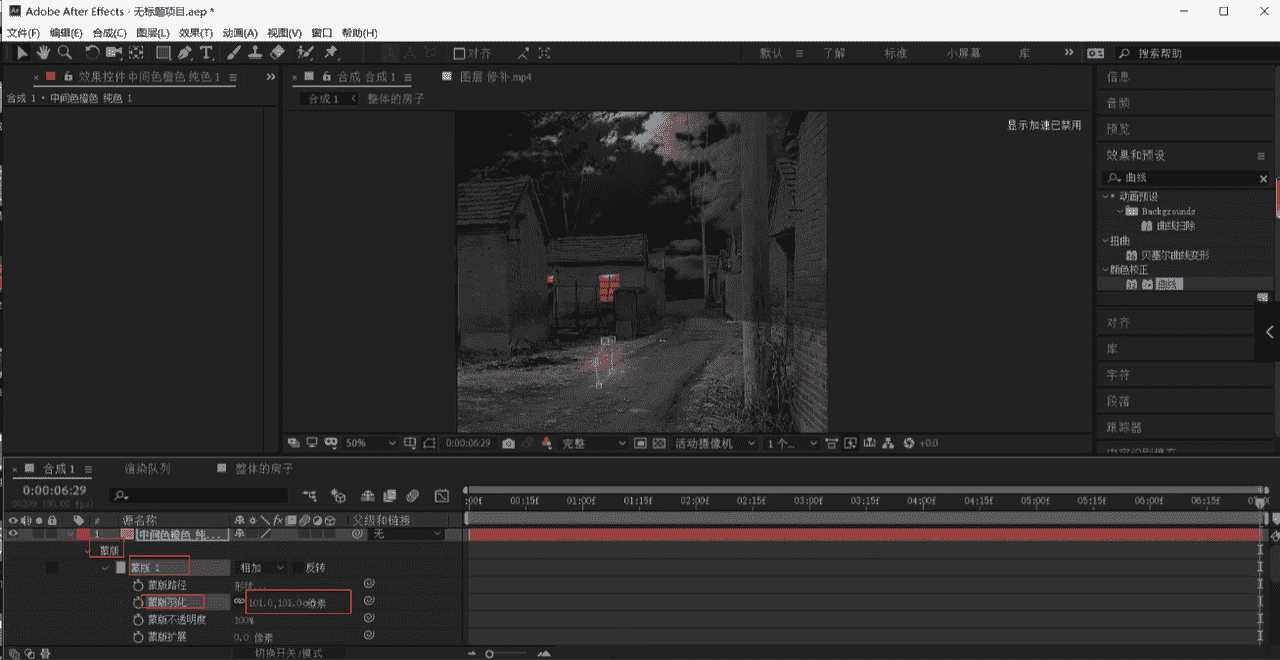 Adobe After Effects - 无标题项目.aep *
文件(F) 编辑(E) 合成(C) 图层(L) 效果(T) 动画(A) 视图(V) 窗口 帮助(H)
对齐 默认 了解 标准 小屏幕 库 搜索帮助
效果控件 中间色橙色 纯色 1
合成 合成 1
图层 修补.mp4
合成 1 • 中间色橙色 纯色 1
合成 1 整体的房子
显示加速已禁用
信息
音频
预览
效果和预设
曲线
动画预设
Backgrounds
曲线扫除
扭曲
贝塞尔曲线变形
颜色校正
曲线
对齐
库
字符
段落
跟踪器
内容识别填充
50% 0:00:06:29 完整 活动摄像机 1 个... +0.0
合成 1 渲染队列 整体的房子
0:00:06:29
:00f 00:15f 01:00f 01:15f 02:00f 02:15f 03:00f 03:15f 04:00f 04:15f 05:00f 05:15f 06:00f 06:15f
# 源名称 父级和链接
1 [中间色橙色 纯... 无
蒙版
蒙版 1 相加 反转
蒙版路径 形状...
蒙版羽化 101.0,101.0 像素
蒙版不透明度 100%
蒙版扩展 0.0 像素
切换开关/模式